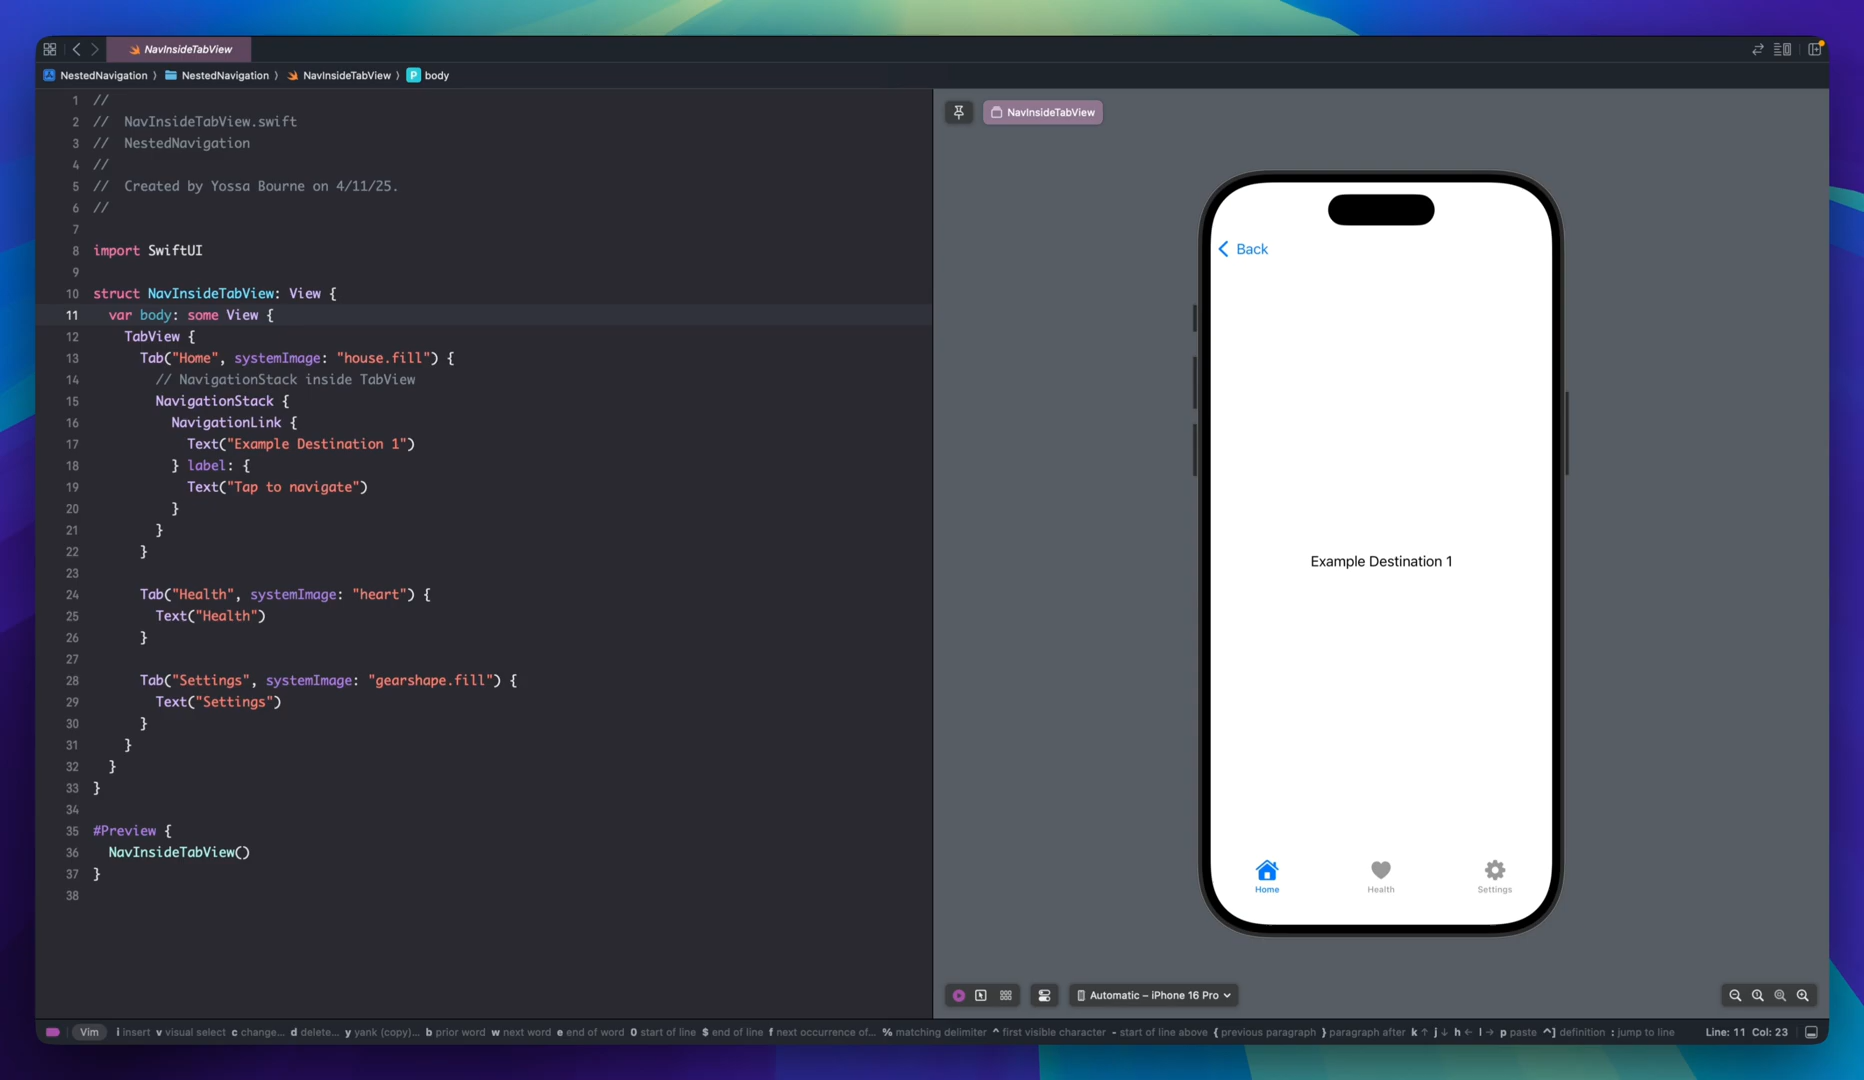 NavInsideTabView
NestedNavigation 〉 NestedNavigation 〉 NavInsideTabView 〉 P body
1 //
2 //  NavInsideTabView.swift
3 //  NestedNavigation
4 //
5 //  Created by Yossa Bourne on 4/11/25.
6 //
7
8 import SwiftUI
9
10 struct NavInsideTabView: View {
11   var body: some View {
12     TabView {
13       Tab("Home", systemImage: "house.fill") {
14         // NavigationStack inside TabView
15         NavigationStack {
16           NavigationLink {
17             Text("Example Destination 1")
18           } label: {
19             Text("Tap to navigate")
20           }
21         }
22       }
23
24       Tab("Health", systemImage: "heart") {
25         Text("Health")
26       }
27
28       Tab("Settings", systemImage: "gearshape.fill") {
29         Text("Settings")
30       }
31     }
32   }
33 }
34
35 #Preview {
36   NavInsideTabView()
37 }
38
NavInsideTabView
Back
Example Destination 1
Home Health Settings
Automatic – iPhone 16 Pro
Vim i insert v visual select c change... d delete... y yank (copy)... b prior word w next word e end of word 0 start of line $ end of line f next occurrence of... % matching delimiter ^ first visible character - start of line above { previous paragraph } paragraph after k ↑ j ↓ h ← l → p paste ^] definition : jump to line Line: 11 Col: 23